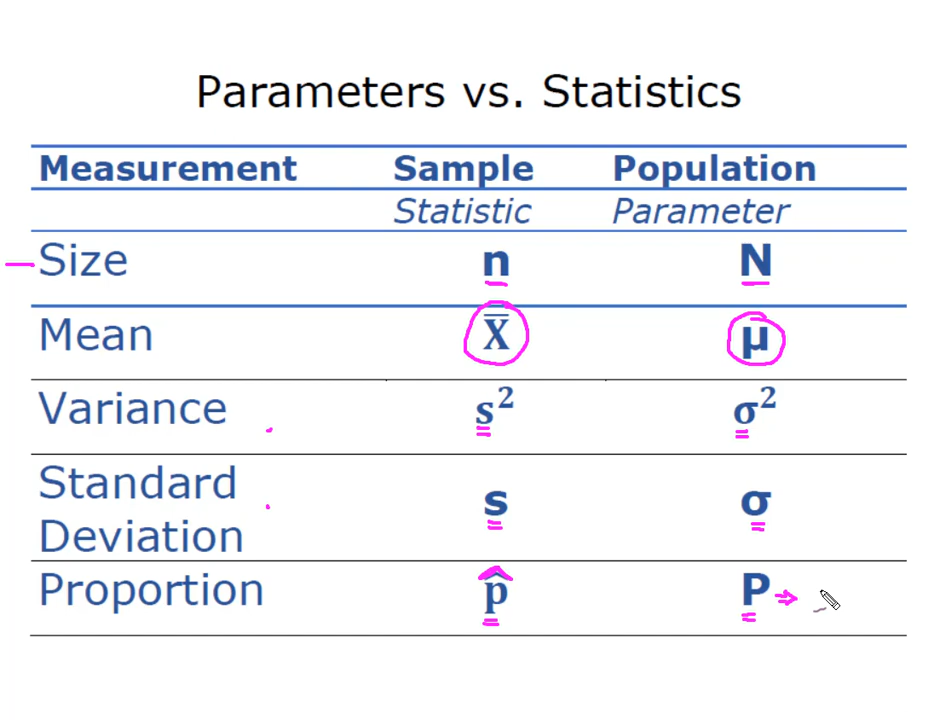 Parameters vs. Statistics
Measurement Sample Population
Statistic Parameter
Size n N
Mean X̅ μ
Variance s² σ²
Standard Deviation s σ
Proportion p̂ P